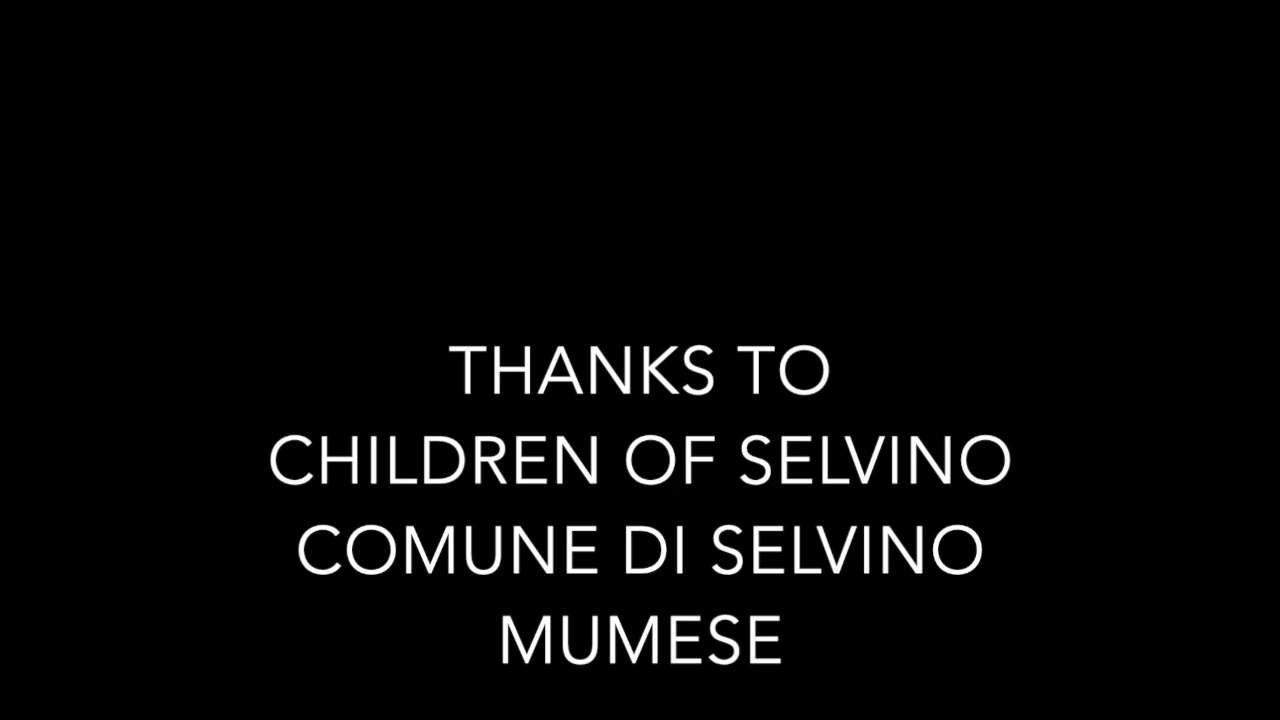 THANKS TO
CHILDREN OF SELVINO
COMUNE DI SELVINO
MUMESE